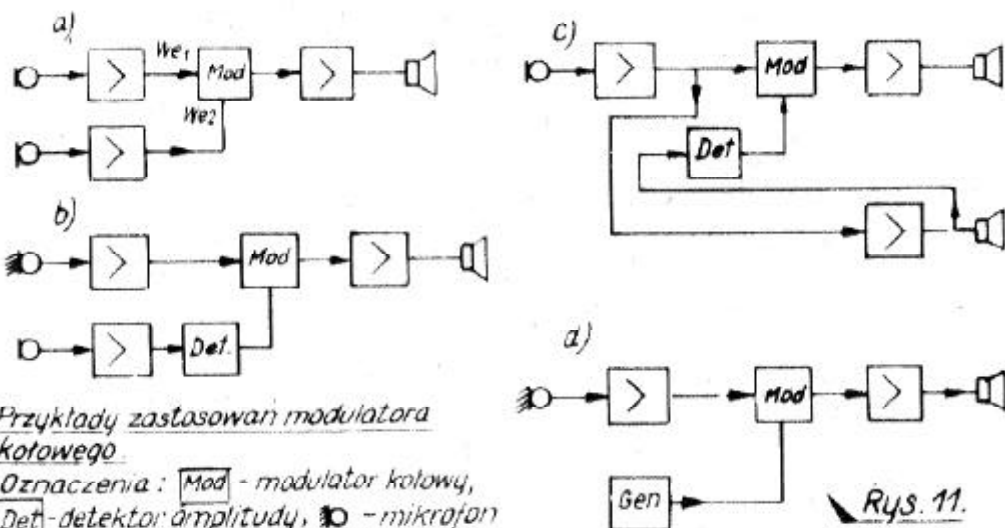 a)
We1
Mod
We2
b)
Mod
Det.
c)
Mod
Det
d)
Mod
Gen
Przykłady zastosowań modulatora
kołowego
Oznaczenia: Mod - modulator kołowy,
Det - detektor amplitudy, - mikrofon
Rys. 11.